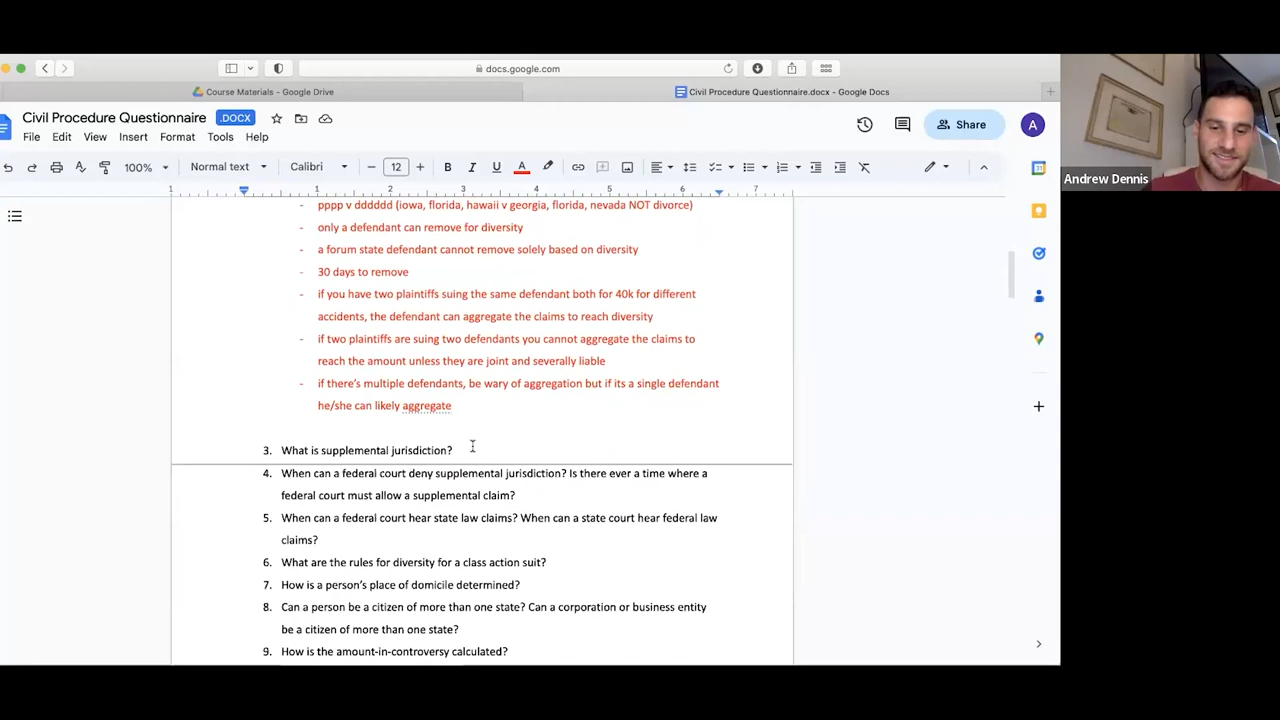 docs.google.com
Course Materials - Google Drive
Civil Procedure Questionnaire.docx - Google Docs
Civil Procedure Questionnaire .DOCX
File Edit View Insert Format Tools Help
Share
A
100% Normal text Calibri 12 B I U A
1 1 2 3 4 5 6 7
- pppp v dddddd (iowa, florida, hawaii v georgia, florida, nevada NOT divorce)
- only a defendant can remove for diversity
- a forum state defendant cannot remove solely based on diversity
- 30 days to remove
- if you have two plaintiffs suing the same defendant both for 40k for different
accidents, the defendant can aggregate the claims to reach diversity
- if two plaintiffs are suing two defendants you cannot aggregate the claims to
reach the amount unless they are joint and severally liable
- if there's multiple defendants, be wary of aggregation but if its a single defendant
he/she can likely aggregate
3. What is supplemental jurisdiction?
4. When can a federal court deny supplemental jurisdiction? Is there ever a time where a
federal court must allow a supplemental claim?
5. When can a federal court hear state law claims? When can a state court hear federal law
claims?
6. What are the rules for diversity for a class action suit?
7. How is a person's place of domicile determined?
8. Can a person be a citizen of more than one state? Can a corporation or business entity
be a citizen of more than one state?
9. How is the amount-in-controversy calculated?
Andrew Dennis